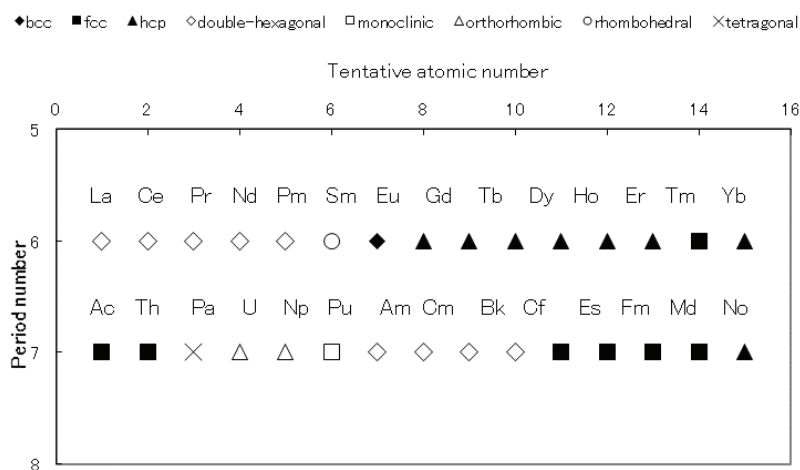 bcc fcc hcp double-hexagonal monoclinic orthorhombic rhombohedral tetragonal
Tentative atomic number
0 2 4 6 8 10 12 14 16
5
La Ce Pr Nd Pm Sm Eu Gd Tb Dy Ho Er Tm Yb
6
Ac Th Pa U Np Pu Am Cm Bk Cf Es Fm Md No
7
8
Period number